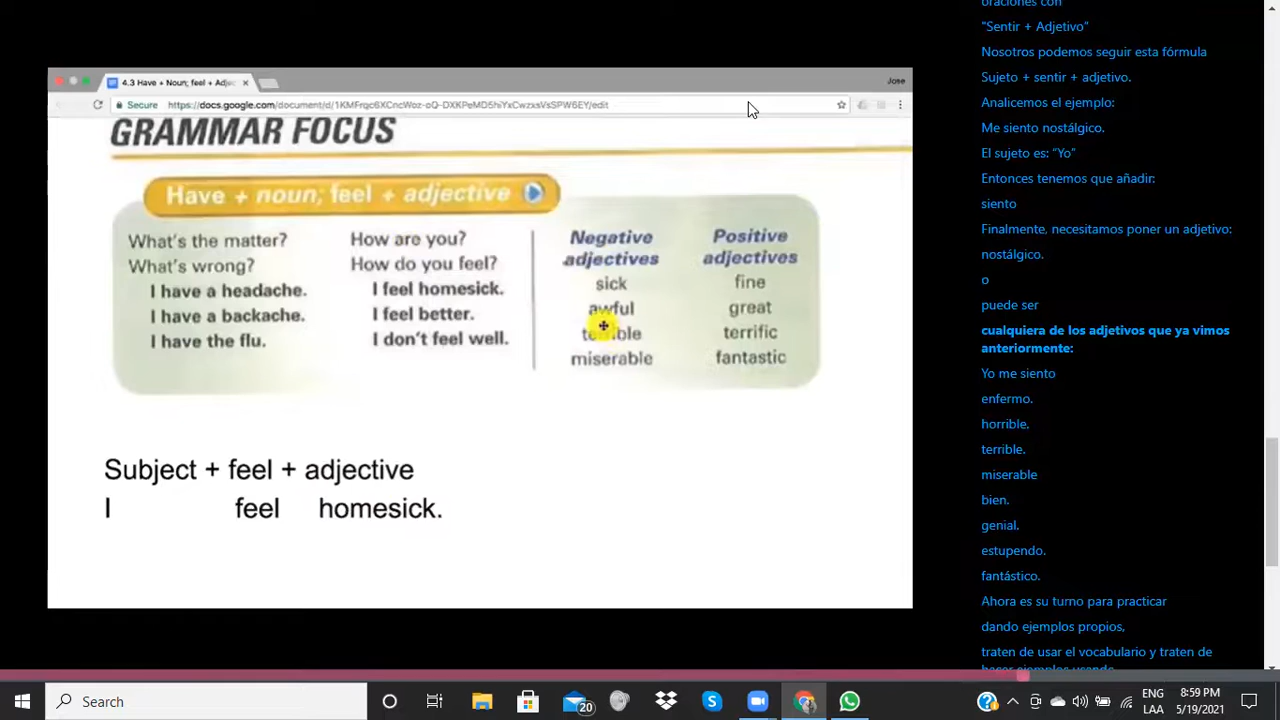 4.3 Have + Noun; feel + Adjec
Jose
Secure
https://docs.google.com/document/d/1KMFrqc6XCncWoz-oQ-DXKPeMD5hiYxCwzxsVsSPW6EY/edit
GRAMMAR FOCUS
Have + noun; feel + adjective
What's the matter?
What's wrong?
I have a headache.
I have a backache.
I have the flu.
How are you?
How do you feel?
I feel homesick.
I feel better.
I don't feel well.
Negative
adjectives
sick
awful
terrible
miserable
Positive
adjectives
fine
great
terrific
fantastic
Subject + feel + adjective
I feel homesick.
oraciones con
"Sentir + Adjetivo"
Nosotros podemos seguir esta fórmula
Sujeto + sentir + adjetivo.
Analicemos el ejemplo:
Me siento nostálgico.
El sujeto es: "Yo"
Entonces tenemos que añadir:
siento
Finalmente, necesitamos poner un adjetivo:
nostálgico.
o
puede ser
cualquiera de los adjetivos que ya vimos
anteriormente:
Yo me siento
enfermo.
horrible,
terrible.
miserable
bien.
genial.
estupendo.
fantástico.
Ahora es su turno para practicar
dando ejemplos propios,
traten de usar el vocabulario y traten de
hacer ejemplos usando
Search
20
ENG
LAA
8:59 PM
5/19/2021